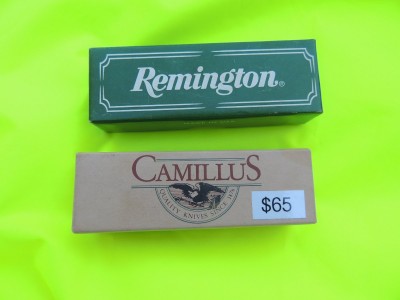 Remington®
CAMILLUS
QUALITY KNIVES SINCE 1876
$65